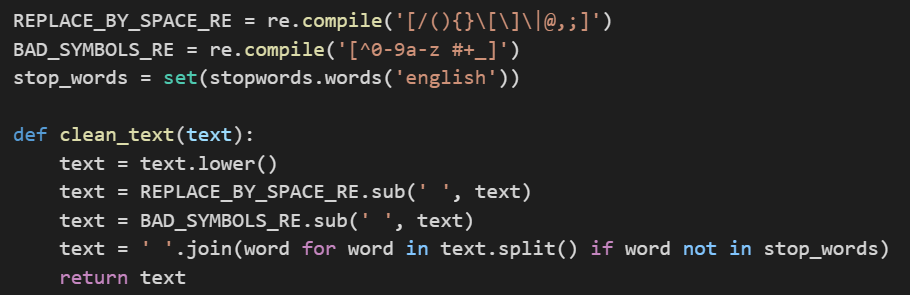 REPLACE_BY_SPACE_RE = re.compile('[/(){}\[\]\|@,;]')
BAD_SYMBOLS_RE = re.compile('[^0-9a-z #+_]')
stop_words = set(stopwords.words('english'))

def clean_text(text):
    text = text.lower()
    text = REPLACE_BY_SPACE_RE.sub(' ', text)
    text = BAD_SYMBOLS_RE.sub(' ', text)
    text = ' '.join(word for word in text.split() if word not in stop_words)
    return text